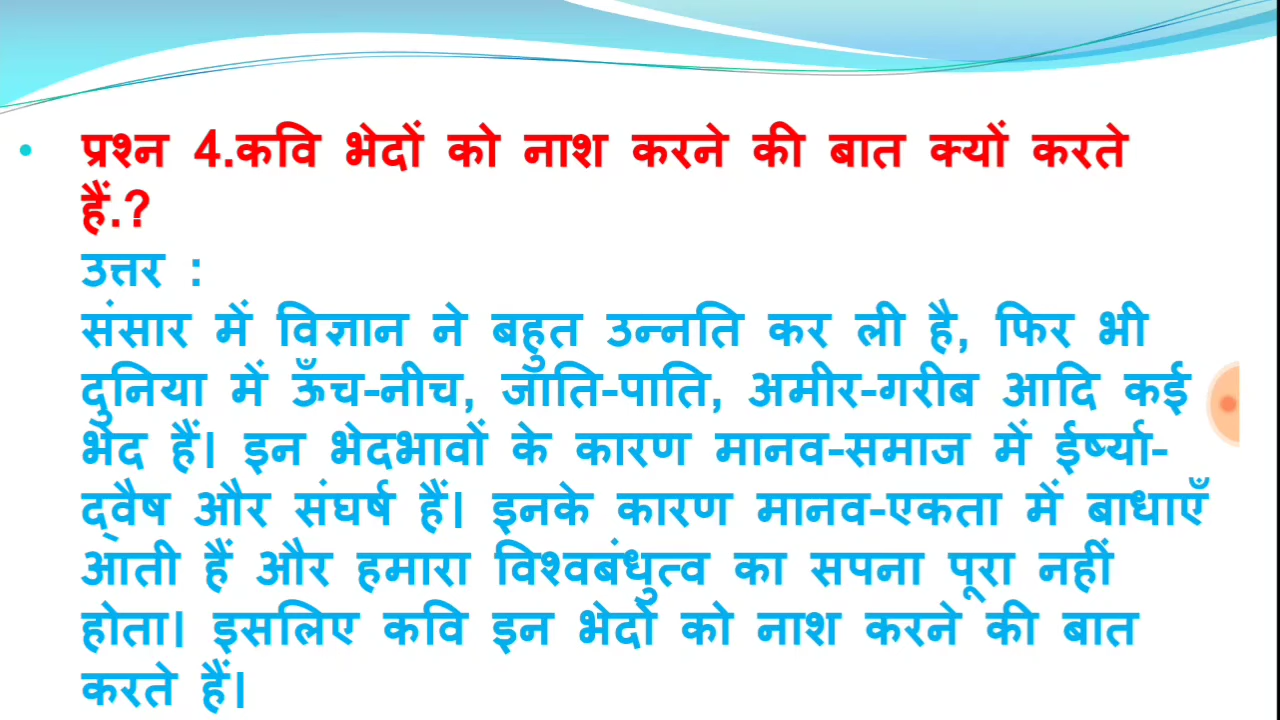 • प्रश्न 4.कवि भेदों को नाश करने की बात क्यों करते
हैं.?
उत्तर :
संसार में विज्ञान ने बहुत उन्नति कर ली है, फिर भी
दुनिया में ऊँच-नीच, जाति-पाति, अमीर-गरीब आदि कई
भेद हैं। इन भेदभावों के कारण मानव-समाज में ईर्ष्या-
द्वैष और संघर्ष हैं। इनके कारण मानव-एकता में बाधाएँ
आती हैं और हमारा विश्वबंधुत्व का सपना पूरा नहीं
होता। इसलिए कवि इन भेदों को नाश करने की बात
करते हैं।